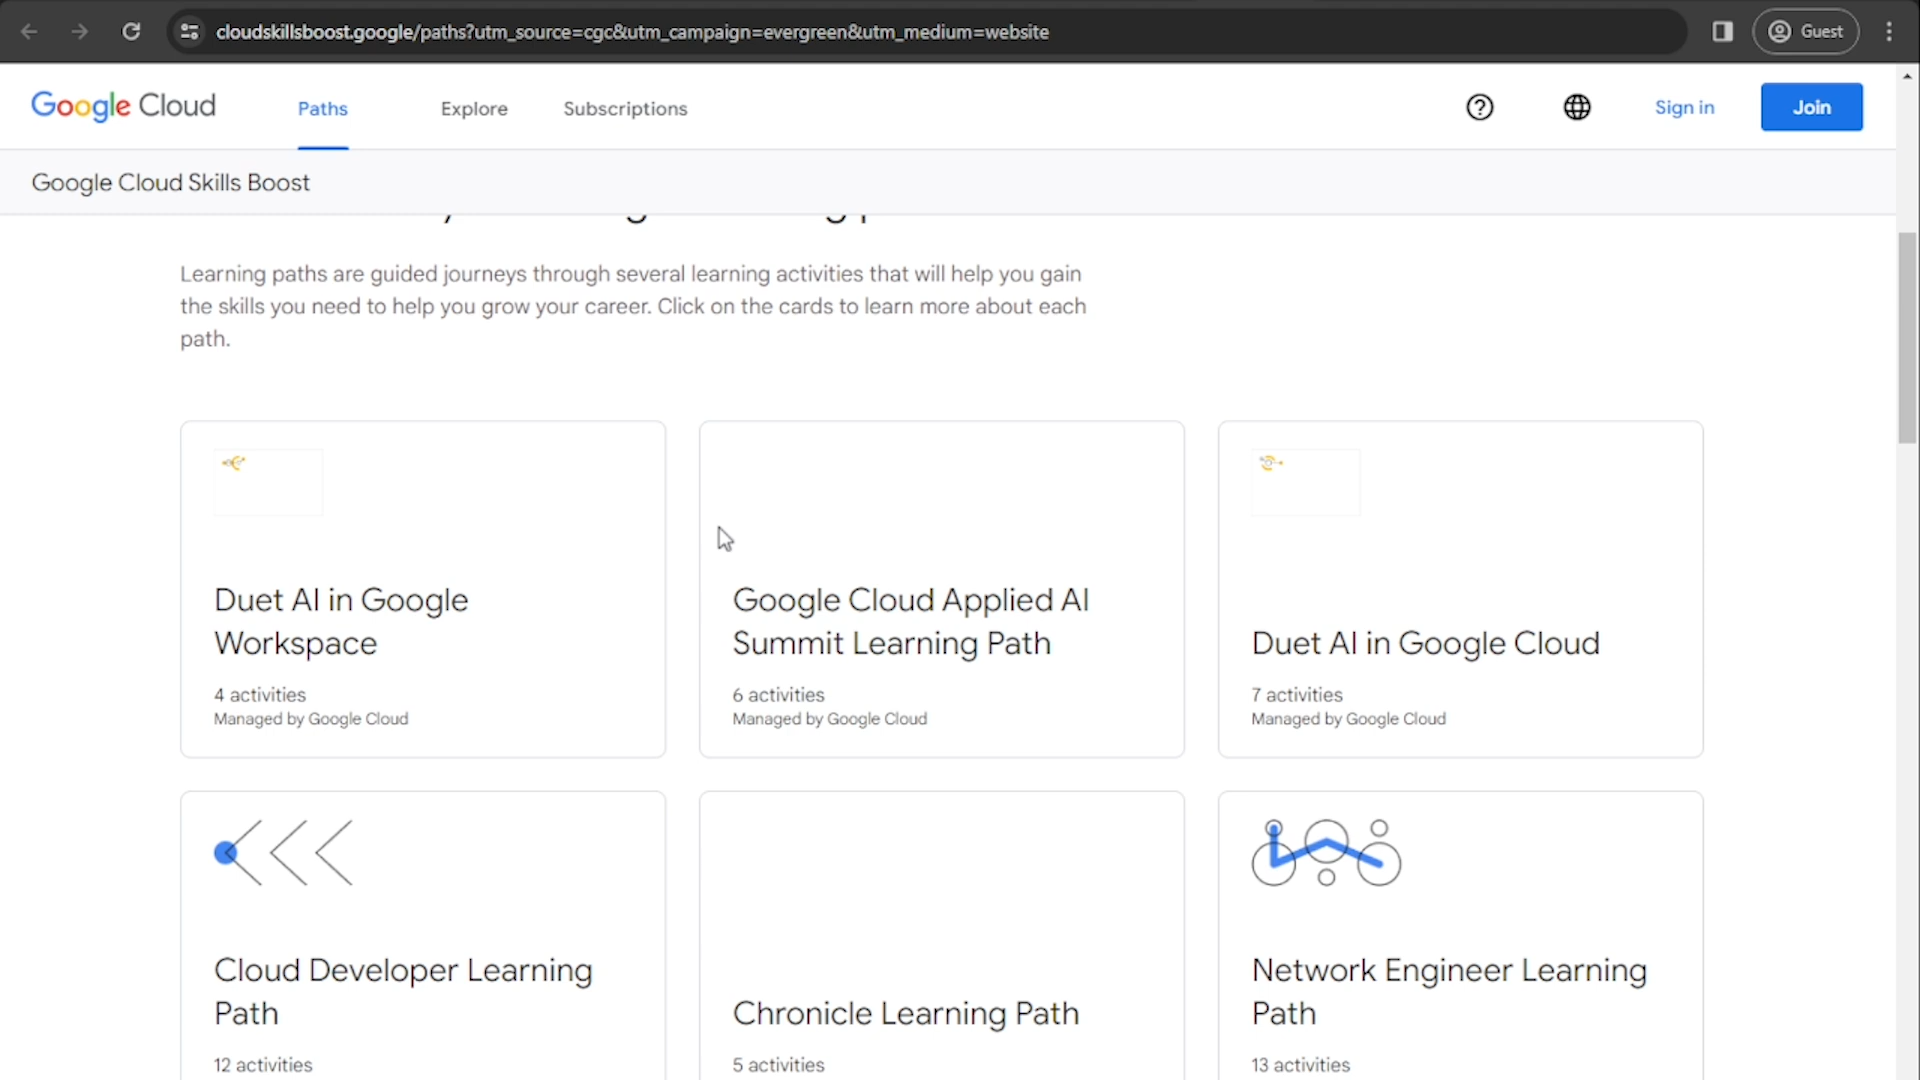 cloudskillsboost.google/paths?utm_source=cgc&utm_campaign=evergreen&utm_medium=website
Guest
Google Cloud
Paths
Explore
Subscriptions
Sign in
Join
Google Cloud Skills Boost
Learning paths are guided journeys through several learning activities that will help you gain
the skills you need to help you grow your career. Click on the cards to learn more about each
path.
Duet AI in Google
Workspace
4 activities
Managed by Google Cloud
Google Cloud Applied AI
Summit Learning Path
6 activities
Managed by Google Cloud
Duet AI in Google Cloud
7 activities
Managed by Google Cloud
Cloud Developer Learning
Path
12 activities
Chronicle Learning Path
5 activities
Network Engineer Learning
Path
13 activities